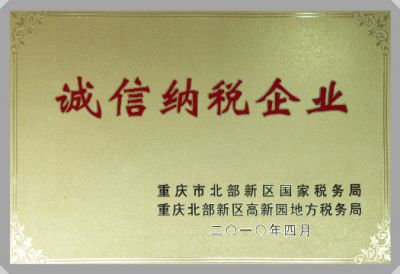 诚信纳税企业
重庆市北部新区国家税务局
重庆北部新区高新园地方税务局
二〇一〇年四月